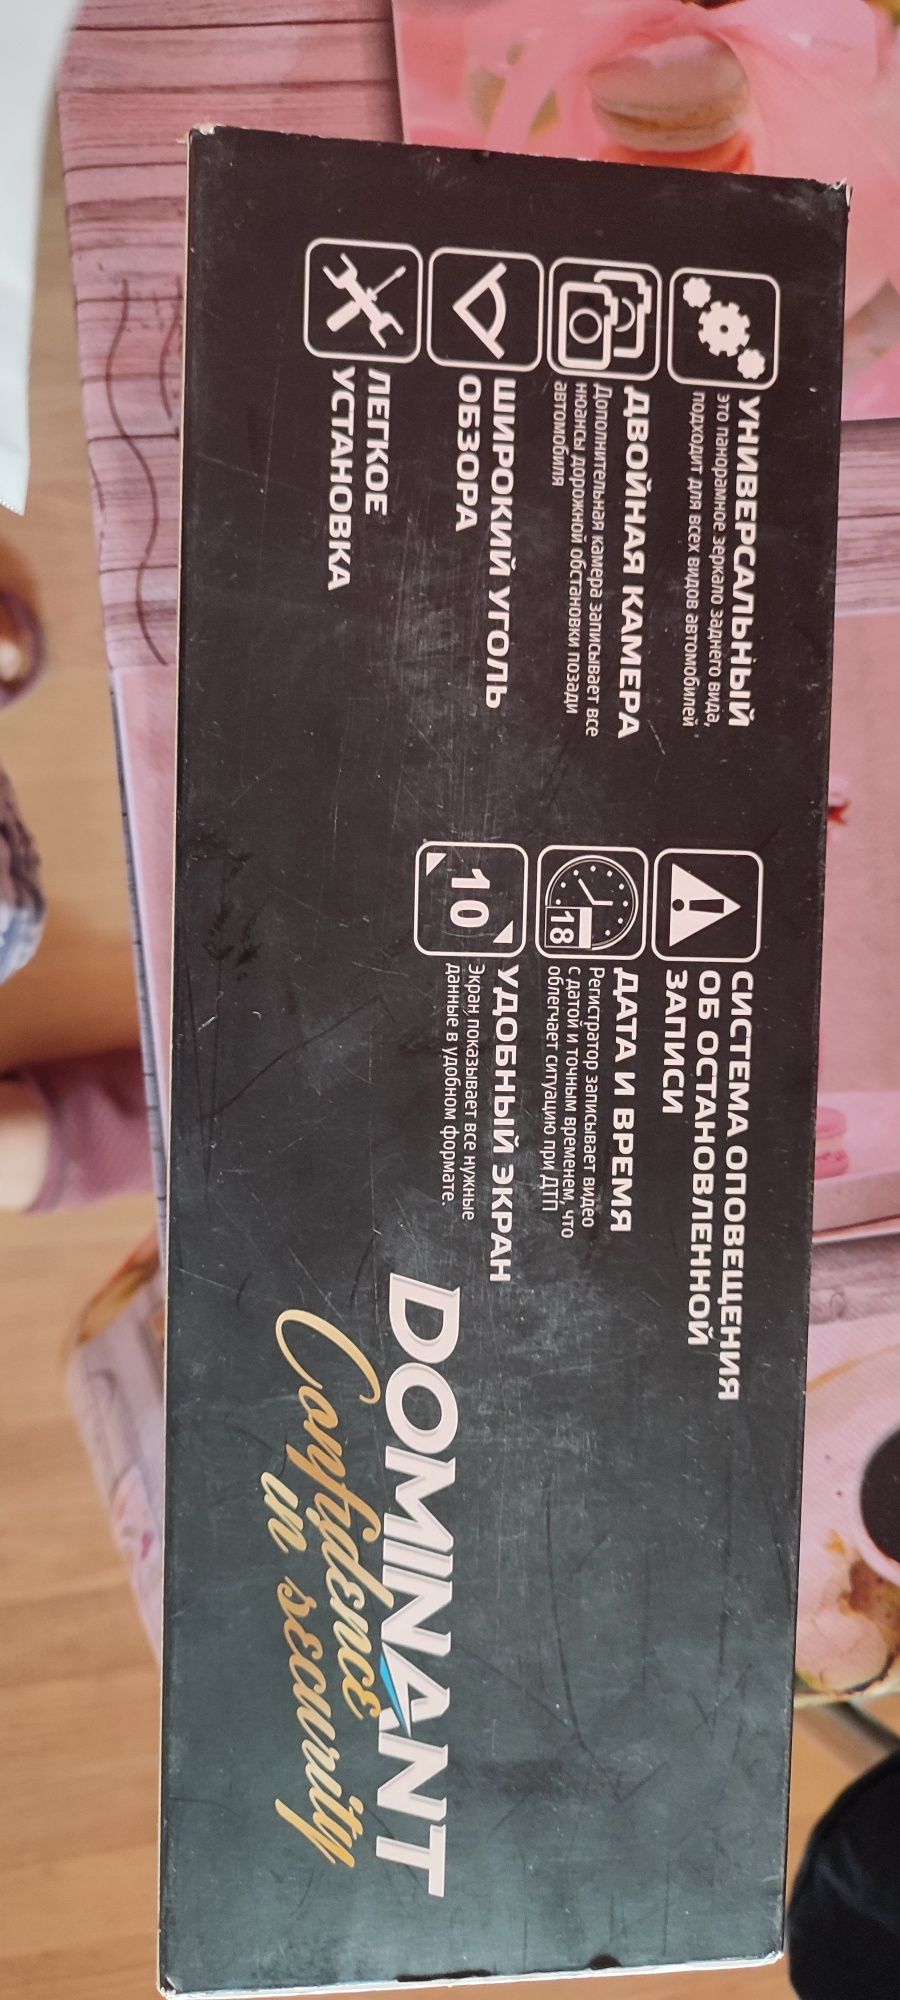 УНИВЕРСАЛЬНЫЙ
это панорамное зеркало заднего вида,
подходит для всех видов автомобилей
ДВОЙНАЯ КАМЕРА
Дополнительная камера записывает все
нюансы дорожной обстановки позади
автомобиля
ШИРОКИЙ УГОЛЬ
ОБЗОРА
ЛЕГКОЕ
УСТАНОВКА
СИСТЕМА ОПОВЕЩЕНИЯ
ОБ ОСТАНОВЛЕННОЙ
ЗАПИСИ
18
ДАТА И ВРЕМЯ
Регистратор записывает видео
с датой и точным временем, что
облегчает ситуацию при ДТП
10
УДОБНЫЙ ЭКРАН
Экран показывает все нужные
данные в удобном формате.
DOMINANT
Confidence
in security